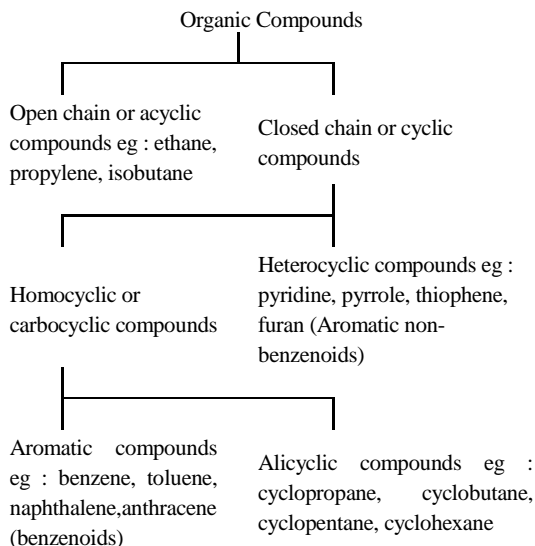 Organic Compounds
Open chain or acyclic
compounds eg : ethane,
propylene, isobutane
Closed chain or cyclic
compounds
Homocyclic or
carbocyclic compounds
Heterocyclic compounds eg :
pyridine, pyrrole, thiophene,
furan (Aromatic non-
benzenoids)
Aromatic compounds
eg : benzene, toluene,
naphthalene,anthracene
(benzenoids)
Alicyclic compounds eg :
cyclopropane, cyclobutane,
cyclopentane, cyclohexane